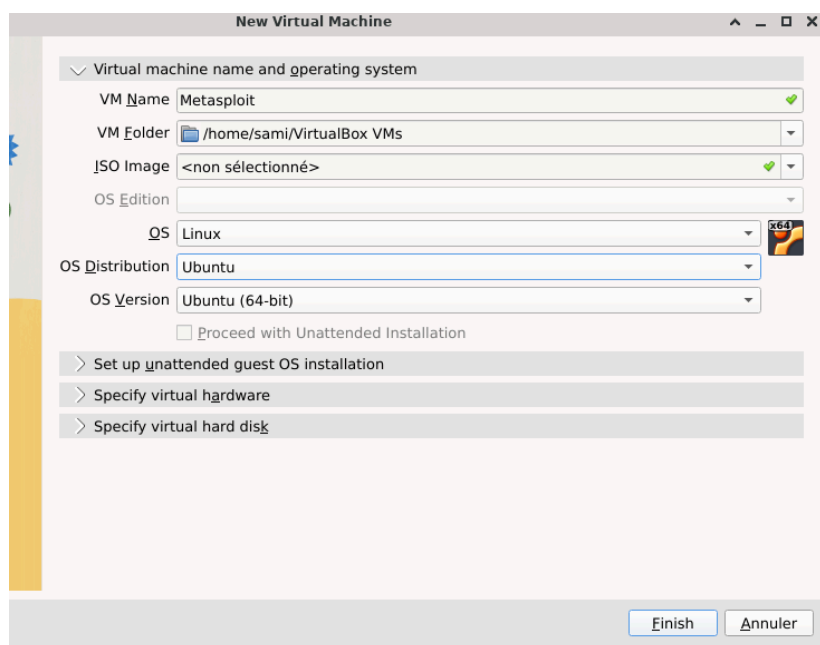 New Virtual Machine
Virtual machine name and operating system
VM Name Metasploit
VM Folder /home/sami/VirtualBox VMs
ISO Image <non sélectionné>
OS Edition
OS Linux
x64
OS Distribution Ubuntu
OS Version Ubuntu (64-bit)
Proceed with Unattended Installation
Set up unattended guest OS installation
Specify virtual hardware
Specify virtual hard disk
Finish Annuler